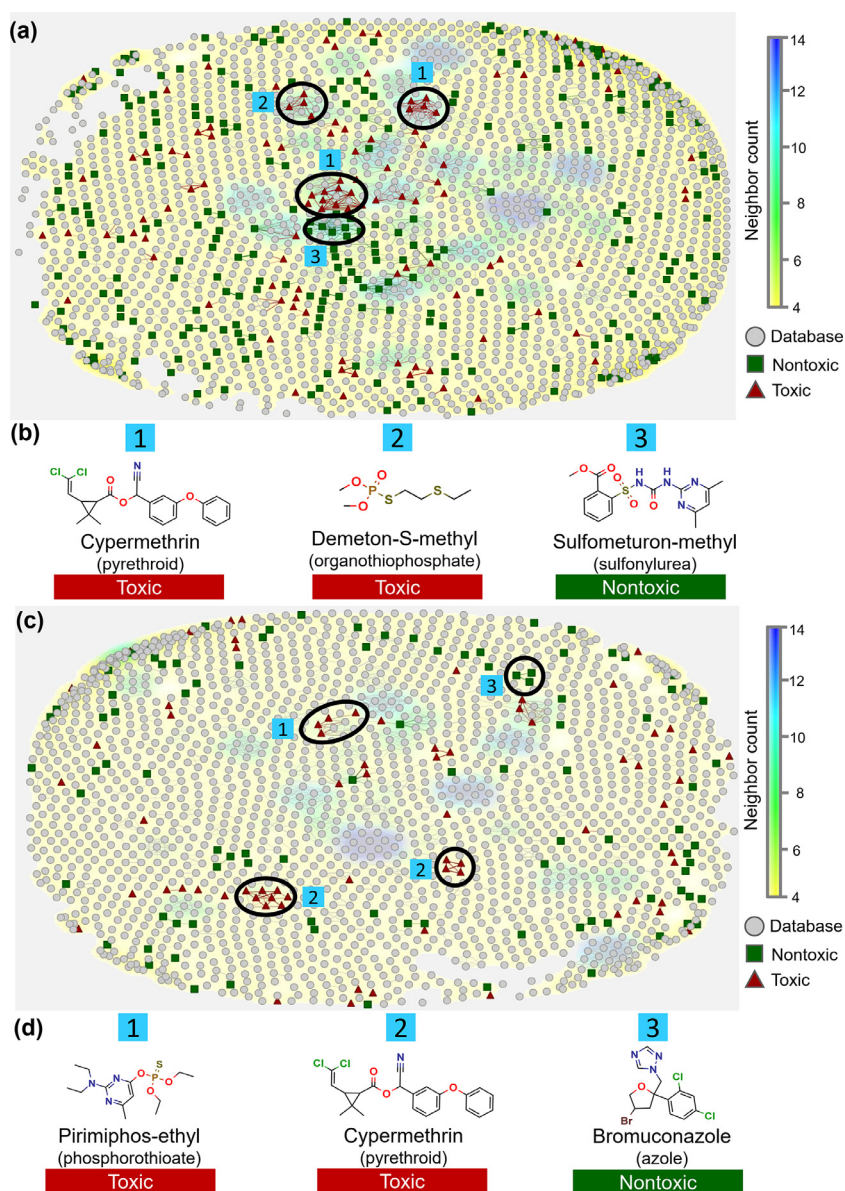 (a)
1
2
1
3
14
12
10
8
6
4
Neighbor count
Database
Nontoxic
Toxic
(b)
1 2 3
Cl Cl N O O O
O O P O S S
O O O S O NH NH O N N
Cypermethrin Demeton-S-methyl Sulfometuron-methyl
(pyrethroid) (organothiophosphate) (sulfonylurea)
Toxic Toxic Nontoxic
(c)
3
1
2
2
14
12
10
8
6
4
Neighbor count
Database
Nontoxic
Toxic
(d)
1 2 3
N N N O P S O O
Cl Cl N O O O
N N N O Cl Cl Br
Pirimiphos-ethyl Cypermethrin Bromuconazole
(phosphorothioate) (pyrethroid) (azole)
Toxic Toxic Nontoxic